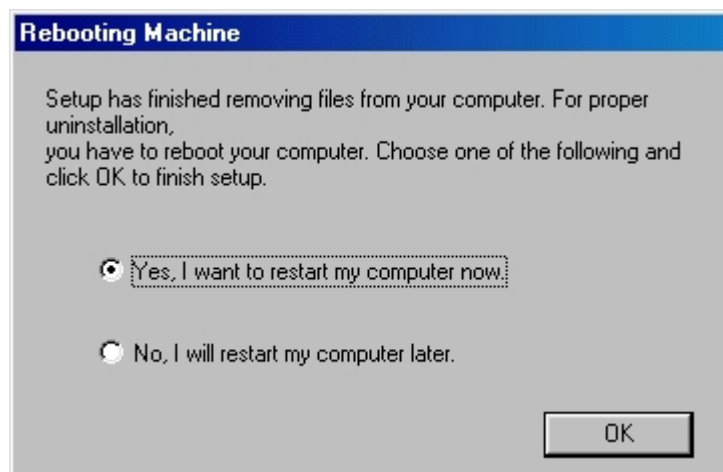 Rebooting Machine
Setup has finished removing files from your computer. For proper
uninstallation,
you have to reboot your computer. Choose one of the following and
click OK to finish setup.
Yes, I want to restart my computer now.
No, I will restart my computer later.
OK